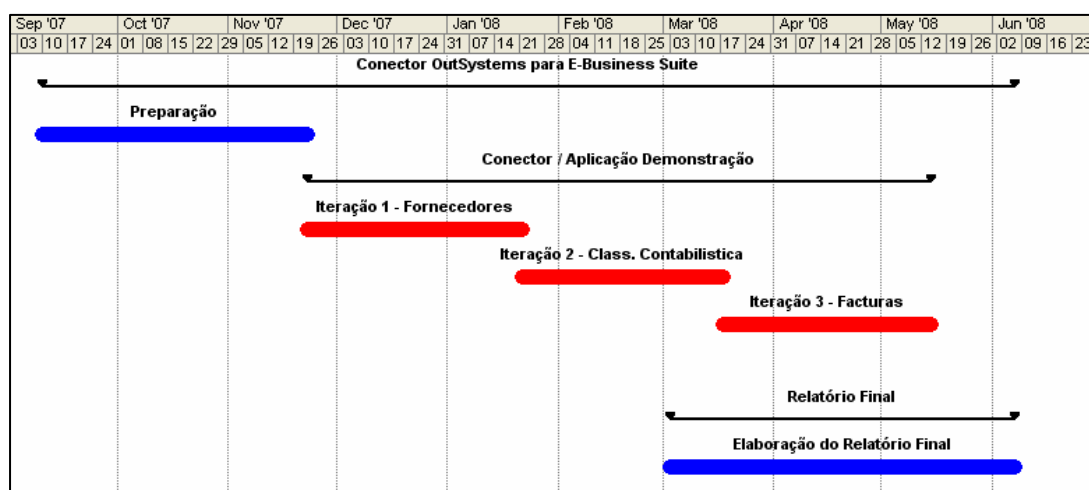 Sep '07 Oct '07 Nov '07 Dec '07 Jan '08 Feb '08 Mar '08 Apr '08 May '08 Jun '08
03 10 17 24 01 08 15 22 29 05 12 19 26 03 10 17 24 31 07 14 21 28 04 11 18 25 03 10 17 24 31 07 14 21 28 05 12 19 26 02 09 16 23
Conector OutSystems para E-Business Suite
Preparação
Conector / Aplicação Demonstração
Iteração 1 - Fornecedores
Iteração 2 - Class. Contabilistica
Iteração 3 - Facturas
Relatório Final
Elaboração do Relatório Final